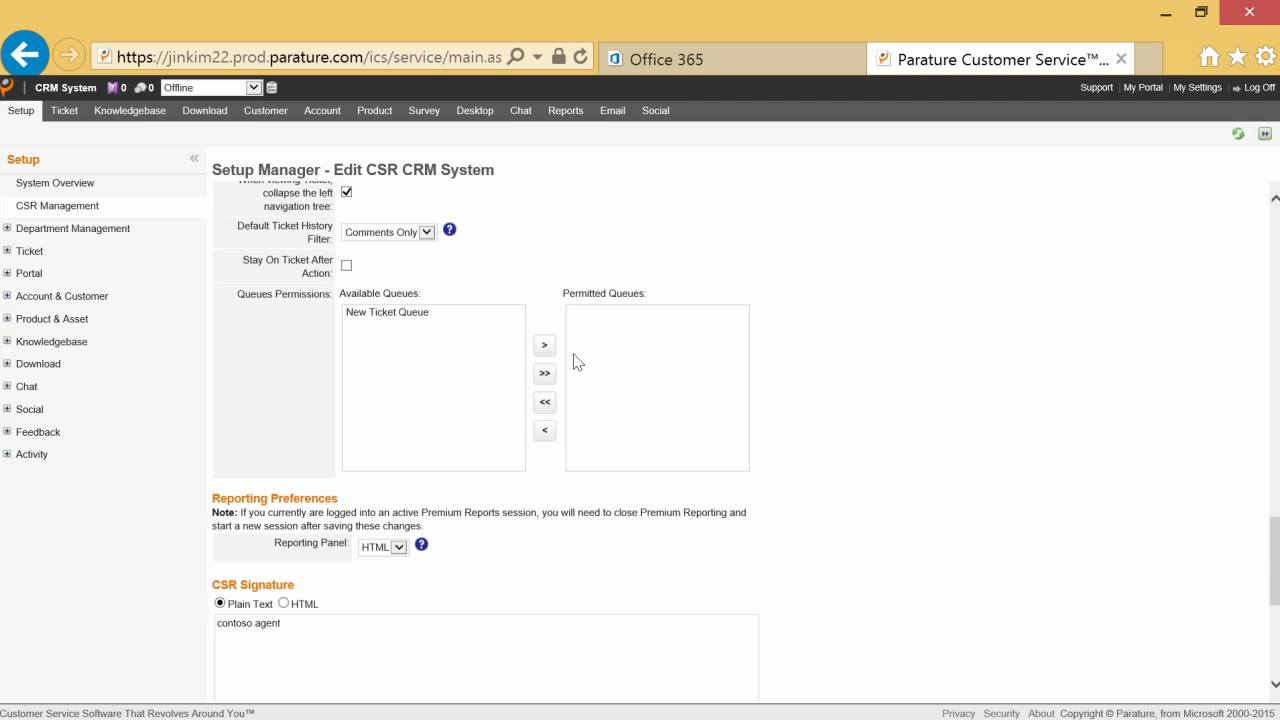 https://jinkim22.prod.parature.com/ics/service/main.as
Office 365
Parature Customer Service™...
CRM System
0
0
Offline
Support
My Portal
My Settings
Log Off
Setup
Ticket
Knowledgebase
Download
Customer
Account
Product
Survey
Desktop
Chat
Reports
Email
Social
Setup
System Overview
CSR Management
Department Management
Ticket
Portal
Account & Customer
Product & Asset
Knowledgebase
Download
Chat
Social
Feedback
Activity
Setup Manager - Edit CSR CRM System
When viewing Ticket,
collapse the left
navigation tree:
Default Ticket History
Filter:
Comments Only
Stay On Ticket After
Action:
Queues Permissions:
Available Queues:
Permitted Queues:
New Ticket Queue
>
>>
<<
<
Reporting Preferences
Note: If you currently are logged into an active Premium Reports session, you will need to close Premium Reporting and
start a new session after saving these changes.
Reporting Panel:
HTML
CSR Signature
Plain Text
HTML
contoso agent
Customer Service Software That Revolves Around You™
Privacy
Security
About
Copyright © Parature, from Microsoft 2000-2015